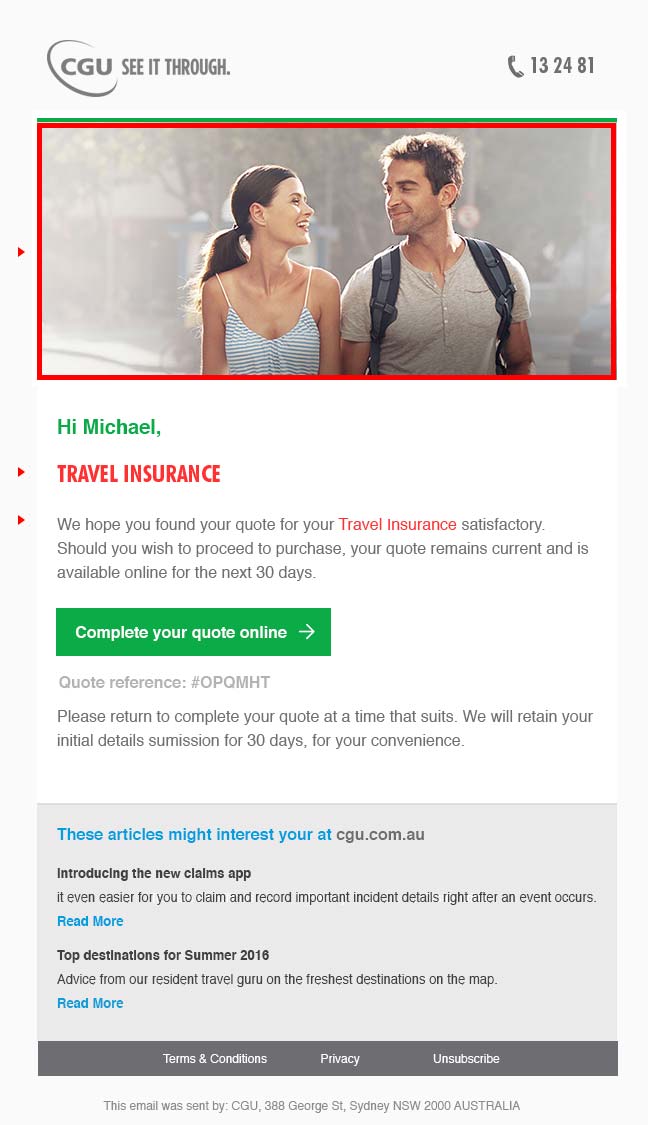 CGU SEE IT THROUGH.
13 24 81
Hi Michael,
TRAVEL INSURANCE
We hope you found your quote for your Travel Insurance satisfactory.
Should you wish to proceed to purchase, your quote remains current and is
available online for the next 30 days.
Complete your quote online
Quote reference: #OPQMHT
Please return to complete your quote at a time that suits. We will retain your
initial details sumission for 30 days, for your convenience.
These articles might interest your at cgu.com.au
Introducing the new claims app
it even easier for you to claim and record important incident details right after an event occurs.
Read More
Top destinations for Summer 2016
Advice from our resident travel guru on the freshest destinations on the map.
Read More
Terms & Conditions Privacy Unsubscribe
This email was sent by: CGU, 388 George St, Sydney NSW 2000 AUSTRALIA